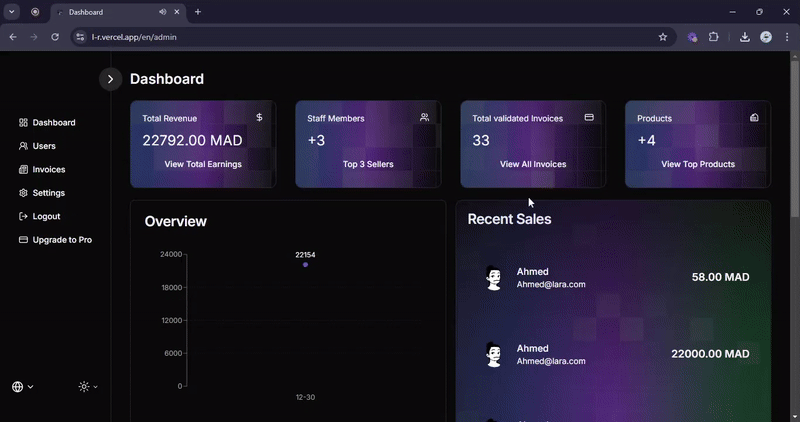 Dashboard
l-r.vercel.app/en/admin
Dashboard
Dashboard
Users
Invoices
Settings
Logout
Upgrade to Pro
Total Revenue
$
22792.00 MAD
View Total Earnings
Staff Members
+3
Top 3 Sellers
Total validated Invoices
33
View All Invoices
Products
+4
View Top Products
Overview
24000
18000
12000
6000
0
22154
12-30
Recent Sales
Ahmed
Ahmed@lara.com
58.00 MAD
Ahmed
Ahmed@lara.com
22000.00 MAD